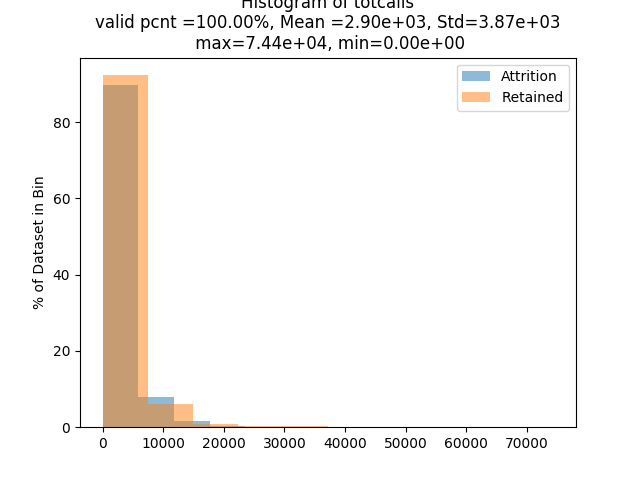 Histogram of totcalls
valid pcnt =100.00%, Mean =2.90e+03, Std=3.87e+03
max=7.44e+04, min=0.00e+00
Attrition
Retained
% of Dataset in Bin
80
60
40
20
0
0 10000 20000 30000 40000 50000 60000 70000